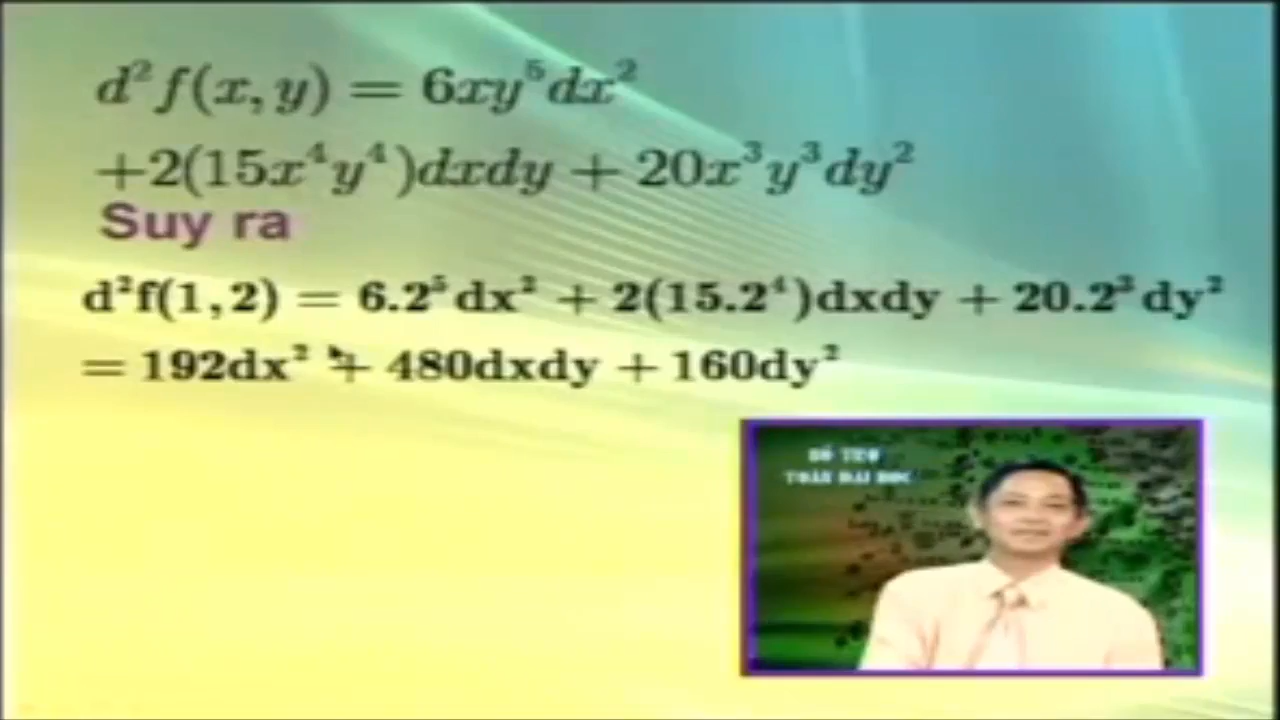 d²f(x, y) = 6xy⁵dx²
+2(15x⁴y⁴)dxdy + 20x³y³dy²
Suy ra
d²f(1, 2) = 6.2⁵dx² + 2(15.2⁴)dxdy + 20.2³dy²
= 192dx² + 480dxdy + 160dy²